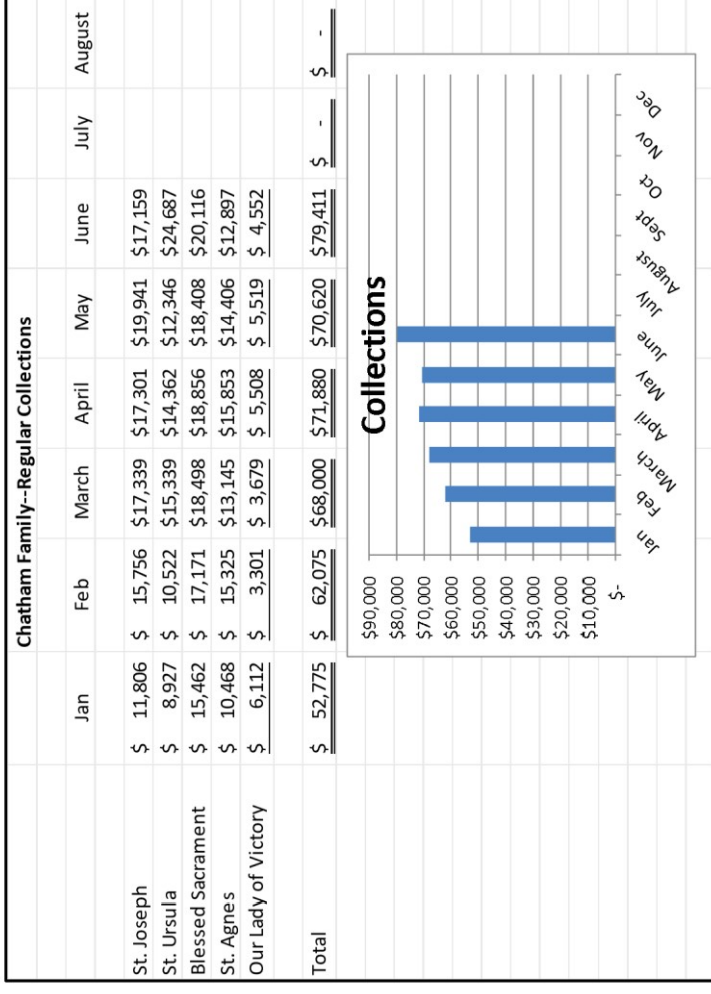 Chatham Family--Regular Collections
Jan Feb March April May June July August
St. Joseph $ 11,806 $ 15,756 $17,339 $17,301 $19,941 $17,159
St. Ursula $ 8,927 $ 10,522 $15,339 $14,362 $12,346 $24,687
Blessed Sacrament $ 15,462 $ 17,171 $18,498 $18,856 $18,408 $20,116
St. Agnes $ 10,468 $ 15,325 $13,145 $15,853 $14,406 $12,897
Our Lady of Victory $ 6,112 $ 3,301 $ 3,679 $ 5,508 $ 5,519 $ 4,552
Total $ 52,775 $ 62,075 $68,000 $71,880 $70,620 $79,411 $ - $ -
Collections
$90,000
$80,000
$70,000
$60,000
$50,000
$40,000
$30,000
$20,000
$10,000
$-
Jan Feb March April May June July August Sept Oct Nov Dec